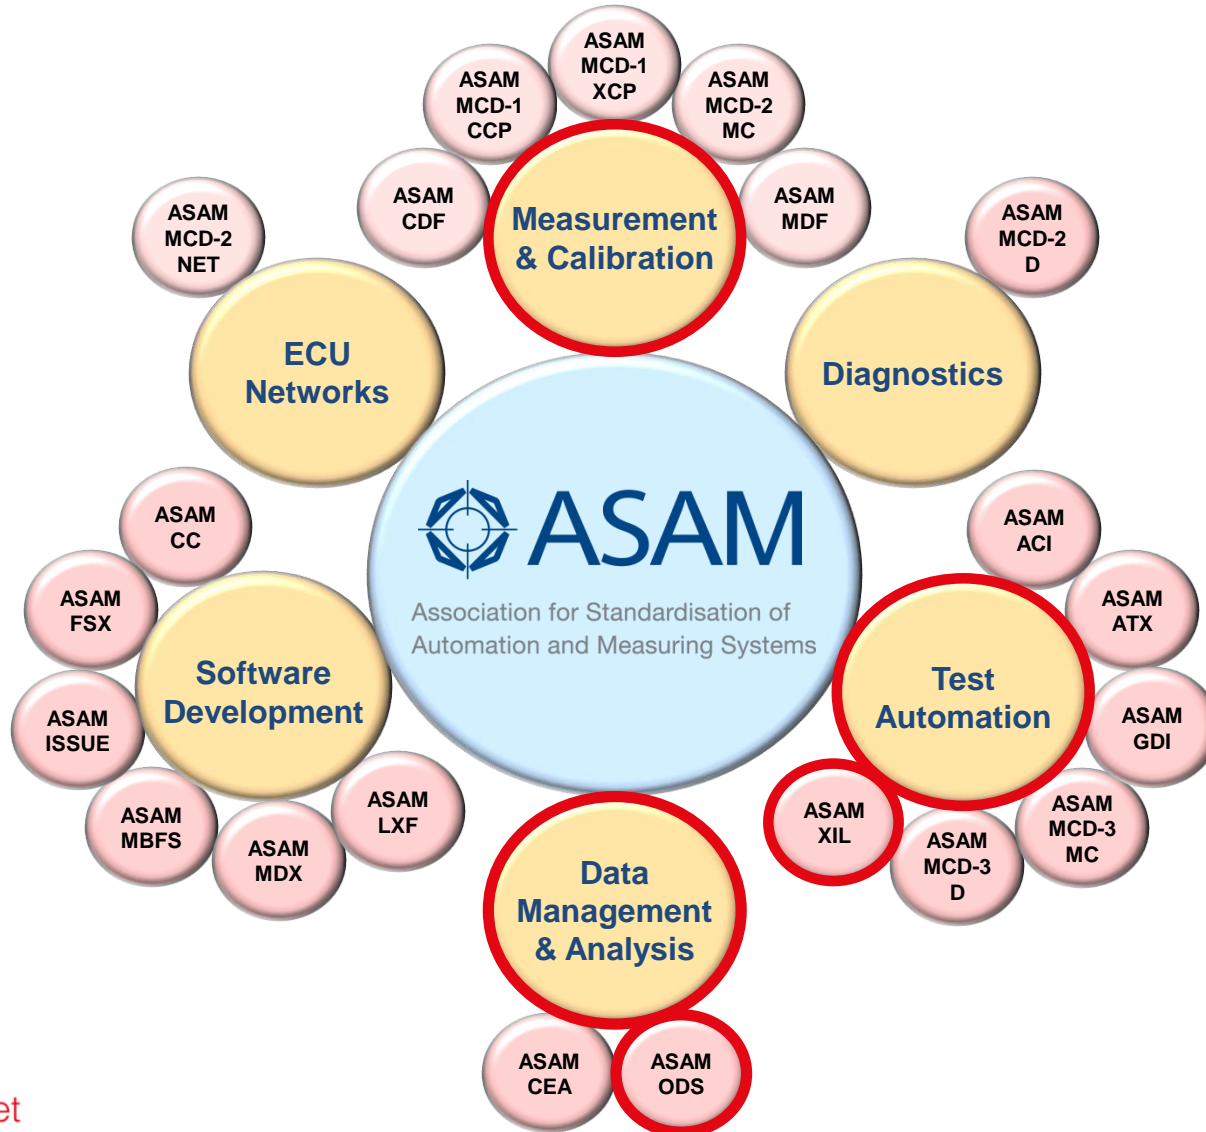 ASAM
MCD-1
XCP
ASAM
MCD-1
CCP
ASAM
MCD-2
MC
ASAM
CDF
Measurement
& Calibration
ASAM
MDF
ASAM
MCD-2
NET
ASAM
MCD-2
D
ECU
Networks
Diagnostics
ASAM
Association for Standardisation of
Automation and Measuring Systems
ASAM
CC
ASAM
FSX
ASAM
ISSUE
ASAM
MBFS
ASAM
MDX
ASAM
LXF
Software
Development
ASAM
ACI
ASAM
ATX
ASAM
GDI
ASAM
MCD-3
MC
ASAM
MCD-3
D
ASAM
XIL
Test
Automation
Data
Management
& Analysis
ASAM
CEA
ASAM
ODS
et